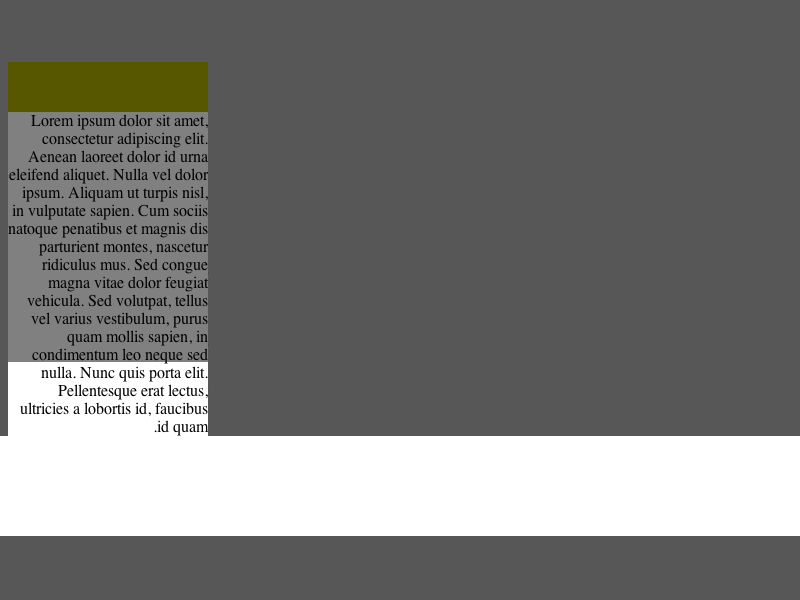 Lorem ipsum dolor sit amet,
consectetur adipiscing elit.
Aenean laoreet dolor id urna
eleifend aliquet. Nulla vel dolor
ipsum. Aliquam ut turpis nisl,
in vulputate sapien. Cum sociis
natoque penatibus et magnis dis
parturient montes, nascetur
ridiculus mus. Sed congue
magna vitae dolor feugiat
vehicula. Sed volutpat, tellus
vel varius vestibulum, purus
quam mollis sapien, in
condimentum leo neque sed
nulla. Nunc quis porta elit.
Pellentesque erat lectus,
ultricies a lobortis id, faucibus
.id quam